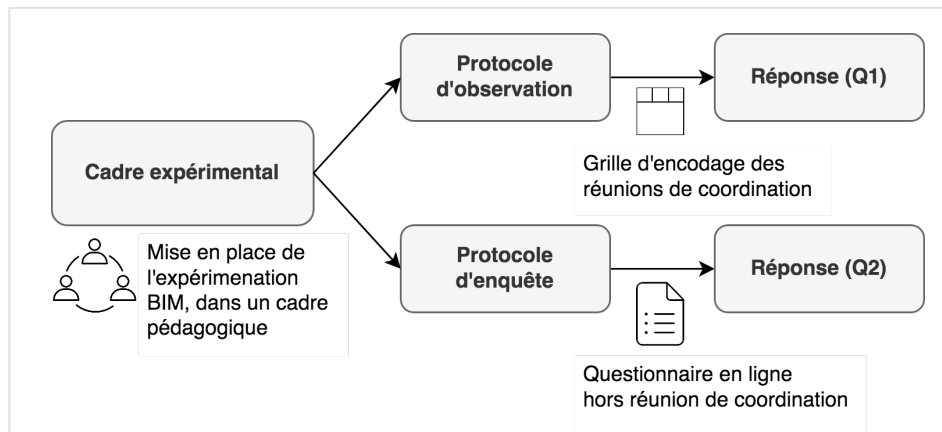 Protocole
d'observation
Réponse (Q1)
Grille d'encodage des
réunions de coordination
Cadre expérimental
Mise en place de
l'expérimenation
BIM, dans un cadre
pédagogique
Protocole
d'enquête
Réponse (Q2)
Questionnaire en ligne
hors réunion de coordination